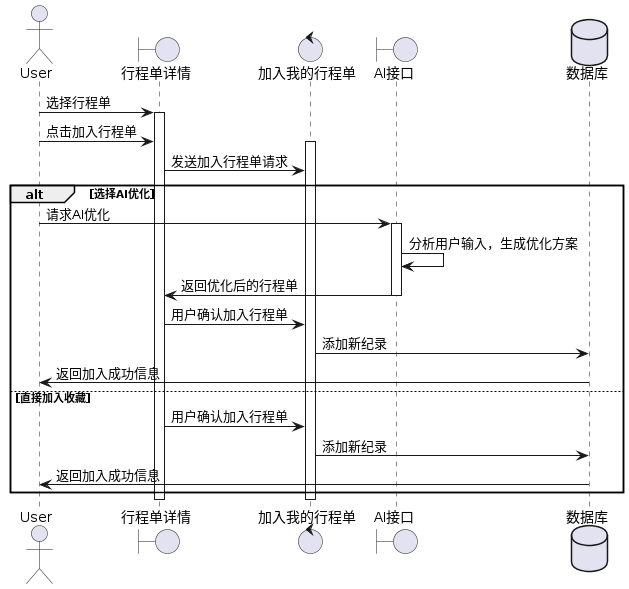 User
行程单详情
加入我的行程单
AI接口
数据库
选择行程单
点击加入行程单
发送加入行程单请求
alt [选择AI优化]
请求AI优化
分析用户输入，生成优化方案
返回优化后的行程单
用户确认加入行程单
添加新纪录
返回加入成功信息
[直接加入收藏]
用户确认加入行程单
添加新纪录
返回加入成功信息
User
行程单详情
加入我的行程单
AI接口
数据库